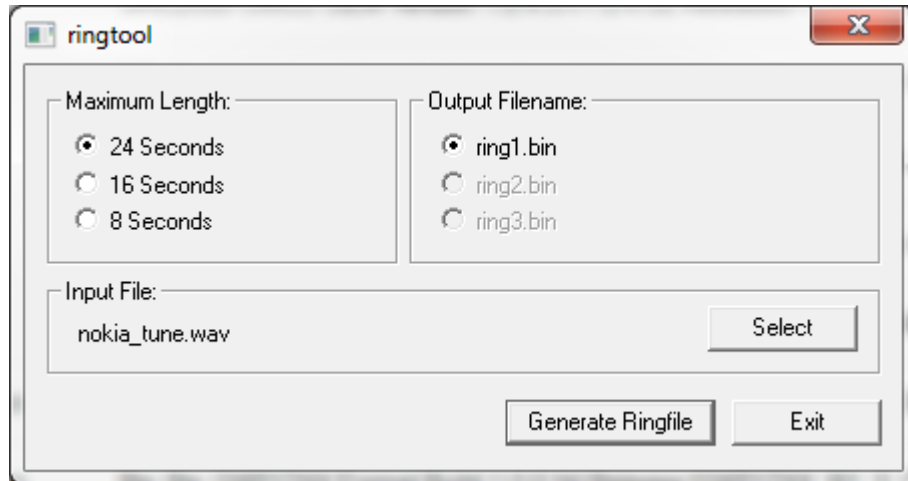 ringtool
Maximum Length:
24 Seconds
16 Seconds
8 Seconds
Output Filename:
ring1.bin
ring2.bin
ring3.bin
Input File:
nokia_tune.wav
Select
Generate Ringfile
Exit